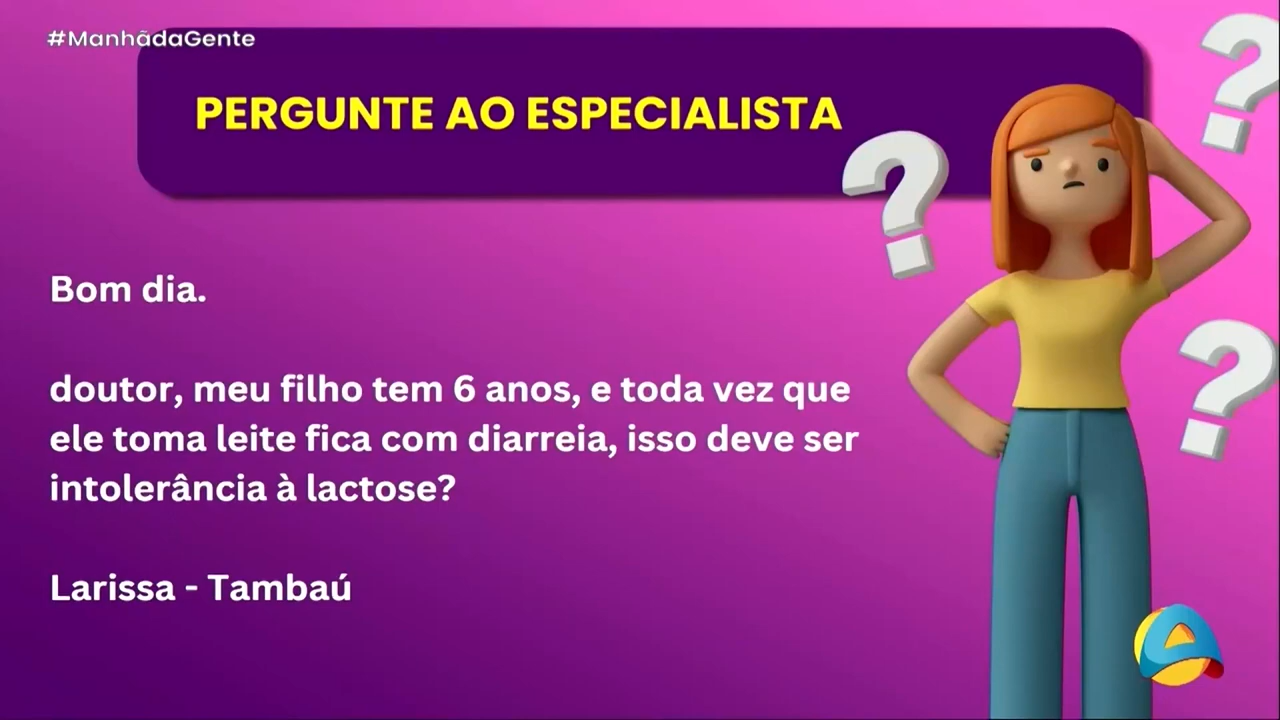 #ManhãdaGente
PERGUNTE AO ESPECIALISTA
Bom dia.
doutor, meu filho tem 6 anos, e toda vez que
ele toma leite fica com diarreia, isso deve ser
intolerância à lactose?
Larissa - Tambaú